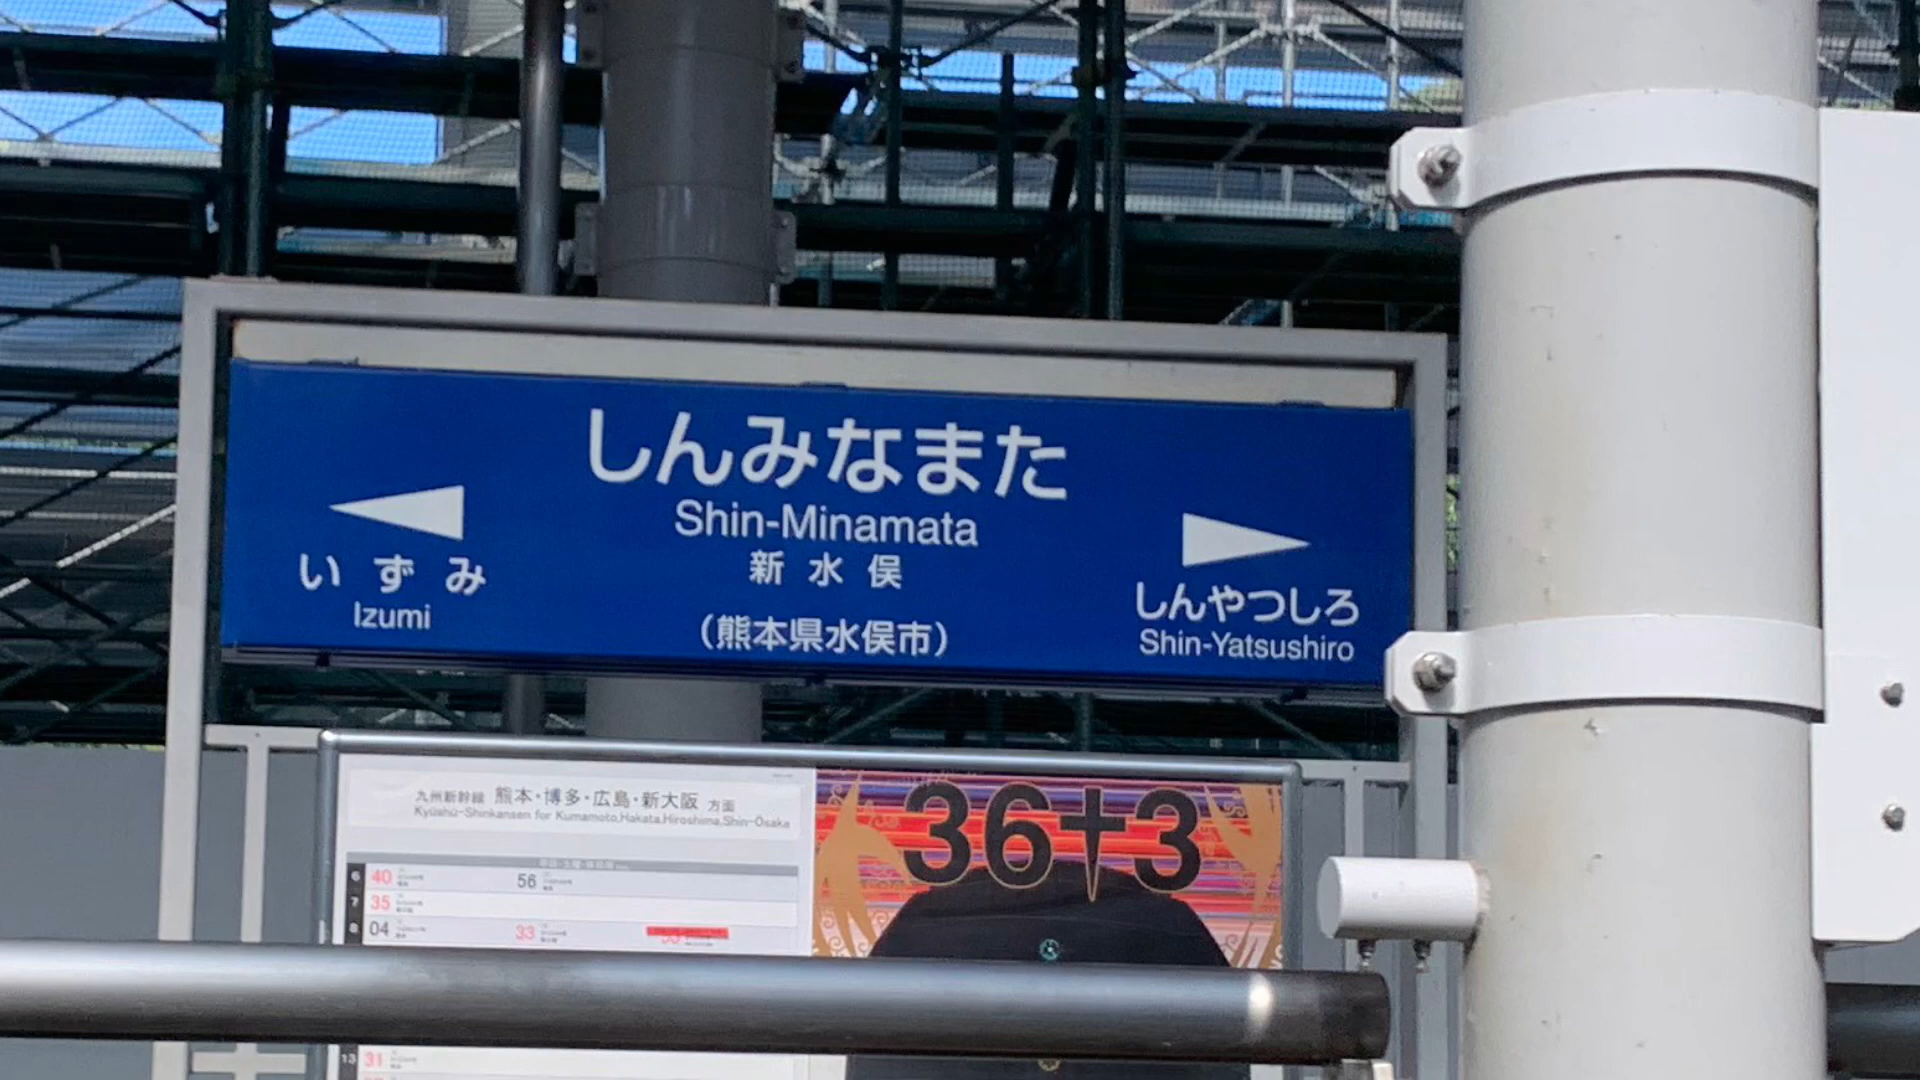 しんみなまた
Shin-Minamata
新水俣
(熊本県水俣市)
いずみ
Izumi
しんやつしろ
Shin-Yatsushiro
九州新幹線 熊本・博多・広島・新大阪 方面
Kyūshū-Shinkansen for Kumamoto,Hakata,Hiroshima,Shin-Osaka
6 40 56
7 35
8 04 33
13 31
36+3